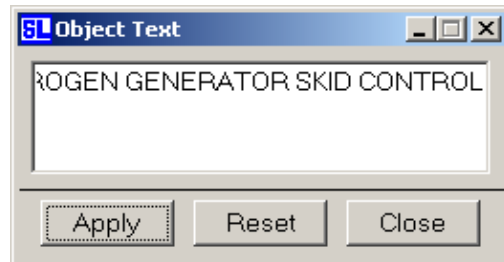 SL Object Text
ROGEN GENERATOR SKID CONTROL
Apply Reset Close